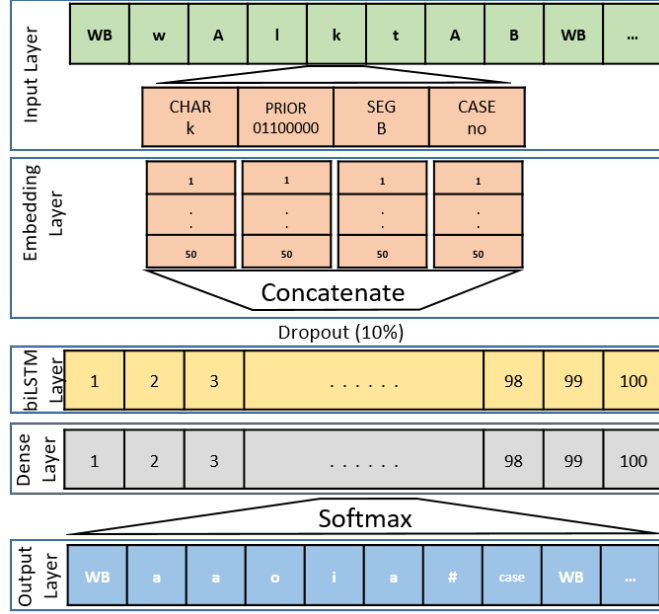 Input Layer
WB w A l k t A B WB ...
CHAR PRIOR SEG CASE
k 01100000 B no
Embedding
Layer
1 1 1 1
. . . .
. . . .
50 50 50 50
Concatenate
Dropout (10%)
biLSTM
Layer
1 2 3 . . . . . . 98 99 100
Dense
Layer
1 2 3 . . . . . . 98 99 100
Softmax
Output
Layer
WB a a o i a # case WB ...